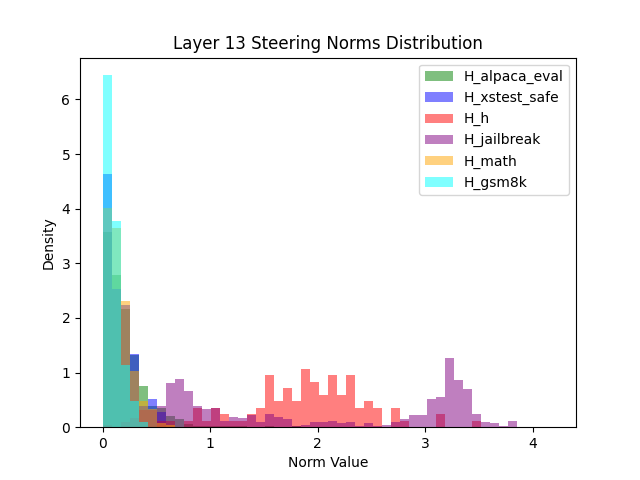 Layer 13 Steering Norms Distribution
H_alpaca_eval
H_xstest_safe
H_h
H_jailbreak
H_math
H_gsm8k
Density
6
5
4
3
2
1
0
0 1 2 3 4
Norm Value